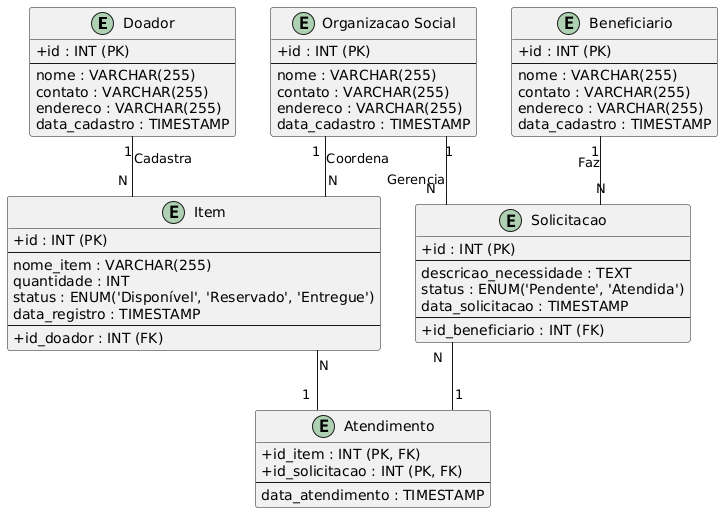 E Doador
+id : INT (PK)
nome : VARCHAR(255)
contato : VARCHAR(255)
endereco : VARCHAR(255)
data_cadastro : TIMESTAMP
E Organizacao Social
+id : INT (PK)
nome : VARCHAR(255)
contato : VARCHAR(255)
endereco : VARCHAR(255)
data_cadastro : TIMESTAMP
E Beneficiario
+id : INT (PK)
nome : VARCHAR(255)
contato : VARCHAR(255)
endereco : VARCHAR(255)
data_cadastro : TIMESTAMP
1
Cadastra
N
1
Coordena
N
1
Gerencia
N
1
Faz
N
E Item
+id : INT (PK)
nome_item : VARCHAR(255)
quantidade : INT
status : ENUM('Disponível', 'Reservado', 'Entregue')
data_registro : TIMESTAMP
+id_doador : INT (FK)
E Solicitacao
+id : INT (PK)
descricao_necessidade : TEXT
status : ENUM('Pendente', 'Atendida')
data_solicitacao : TIMESTAMP
+id_beneficiario : INT (FK)
N
1
N
1
E Atendimento
+id_item : INT (PK, FK)
+id_solicitacao : INT (PK, FK)
data_atendimento : TIMESTAMP